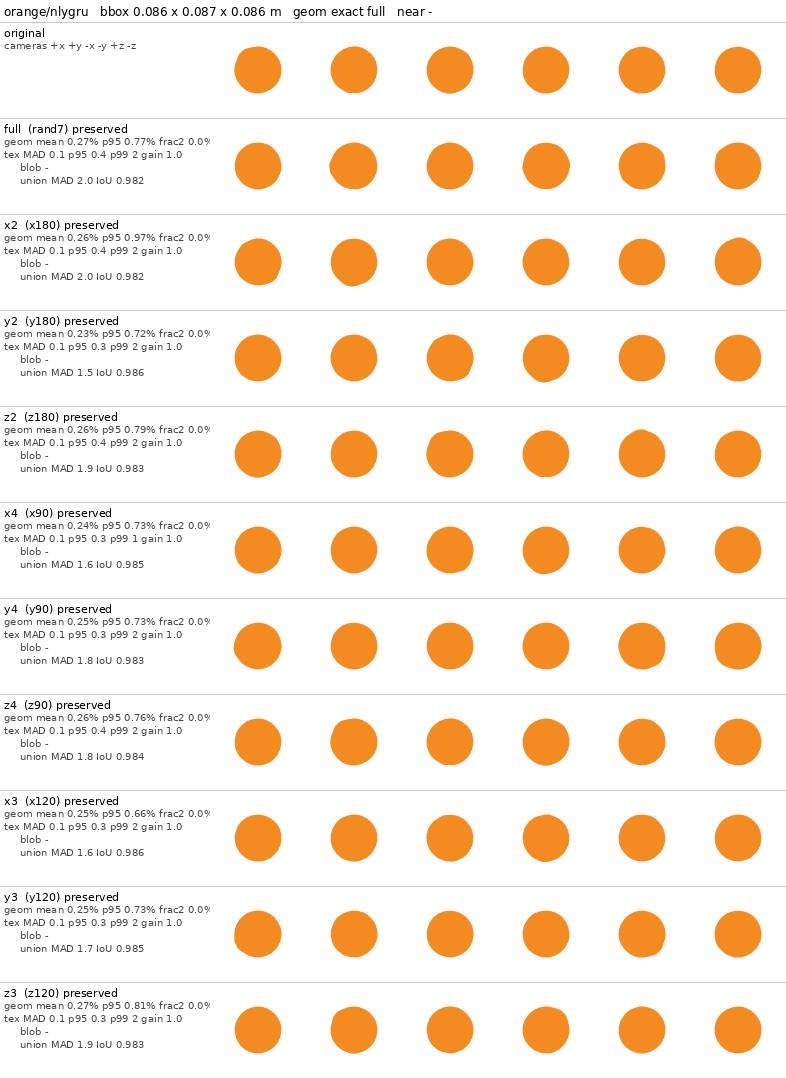 orange/nlygru   bbox 0.086 x 0.087 x 0.086 m   geom exact full   near -
original
cameras +x +y -x -y +z -z
full  (rand7) preserved
geom mean 0.27% p95 0.77% frac2 0.0%
tex MAD 0.1 p95 0.4 p99 2 gain 1.0
blob -
union MAD 2.0 IoU 0.982
x2  (x180) preserved
geom mean 0.26% p95 0.97% frac2 0.0%
tex MAD 0.1 p95 0.4 p99 2 gain 1.0
blob -
union MAD 2.0 IoU 0.982
y2  (y180) preserved
geom mean 0.23% p95 0.72% frac2 0.0%
tex MAD 0.1 p95 0.3 p99 2 gain 1.0
blob -
union MAD 1.5 IoU 0.986
z2  (z180) preserved
geom mean 0.26% p95 0.79% frac2 0.0%
tex MAD 0.1 p95 0.4 p99 2 gain 1.0
blob -
union MAD 1.9 IoU 0.983
x4  (x90) preserved
geom mean 0.24% p95 0.73% frac2 0.0%
tex MAD 0.1 p95 0.3 p99 1 gain 1.0
blob -
union MAD 1.6 IoU 0.985
y4  (y90) preserved
geom mean 0.25% p95 0.73% frac2 0.0%
tex MAD 0.1 p95 0.3 p99 2 gain 1.0
blob -
union MAD 1.8 IoU 0.983
z4  (z90) preserved
geom mean 0.26% p95 0.76% frac2 0.0%
tex MAD 0.1 p95 0.4 p99 2 gain 1.0
blob -
union MAD 1.8 IoU 0.984
x3  (x120) preserved
geom mean 0.25% p95 0.66% frac2 0.0%
tex MAD 0.1 p95 0.3 p99 2 gain 1.0
blob -
union MAD 1.6 IoU 0.986
y3  (y120) preserved
geom mean 0.25% p95 0.73% frac2 0.0%
tex MAD 0.1 p95 0.3 p99 2 gain 1.0
blob -
union MAD 1.7 IoU 0.985
z3  (z120) preserved
geom mean 0.27% p95 0.81% frac2 0.0%
tex MAD 0.1 p95 0.3 p99 2 gain 1.0
blob -
union MAD 1.9 IoU 0.983